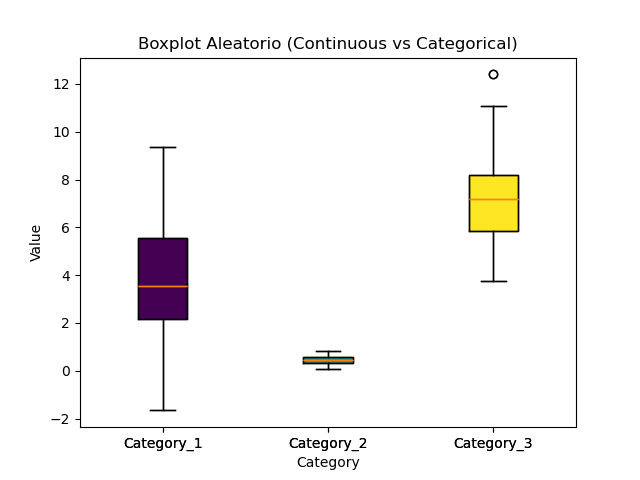 Boxplot Aleatorio (Continuous vs Categorical)
Value
12
10
8
6
4
2
0
−2
Category_1 Category_2 Category_3
Category